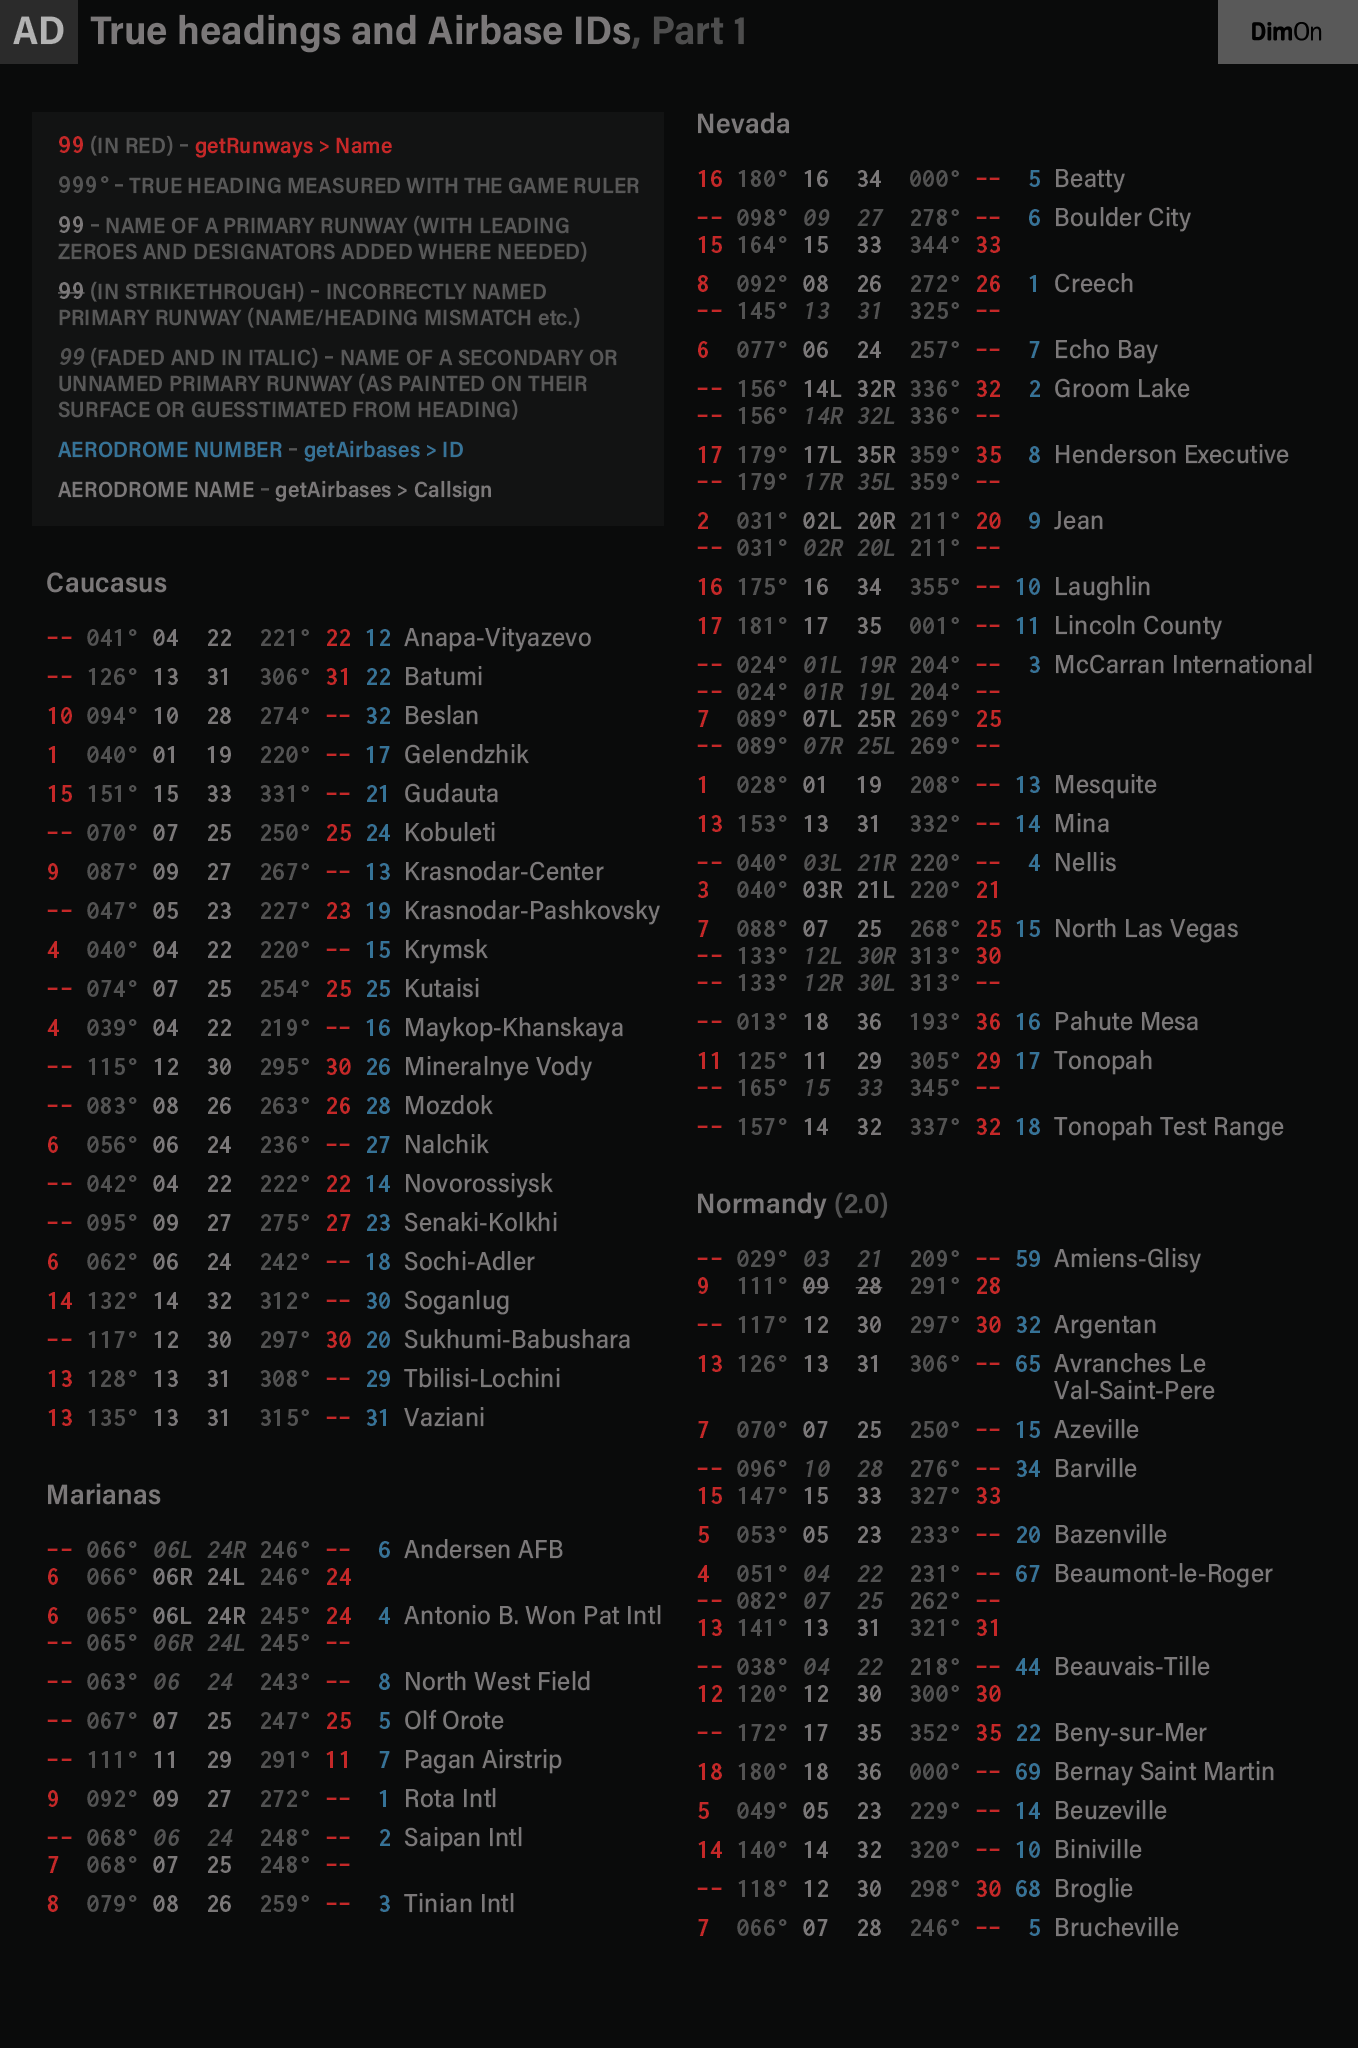 AD True headings and Airbase IDs, Part 1
DimOn
99 (IN RED) – getRunways > Name
999° – TRUE HEADING MEASURED WITH THE GAME RULER
99 – NAME OF A PRIMARY RUNWAY (WITH LEADING
ZEROES AND DESIGNATORS ADDED WHERE NEEDED)
99 (IN STRIKETHROUGH) – INCORRECTLY NAMED
PRIMARY RUNWAY (NAME/HEADING MISMATCH etc.)
99 (FADED AND IN ITALIC) – NAME OF A SECONDARY OR
UNNAMED PRIMARY RUNWAY (AS PAINTED ON THEIR
SURFACE OR GUESSTIMATED FROM HEADING)
AERODROME NUMBER – getAirbases > ID
AERODROME NAME – getAirbases > Callsign
Caucasus
-- 041° 04 22 221° 22 12 Anapa-Vityazevo
-- 126° 13 31 306° 31 22 Batumi
10 094° 10 28 274° -- 32 Beslan
1 040° 01 19 220° -- 17 Gelendzhik
15 151° 15 33 331° -- 21 Gudauta
-- 070° 07 25 250° 25 24 Kobuleti
9 087° 09 27 267° -- 13 Krasnodar-Center
-- 047° 05 23 227° 23 19 Krasnodar-Pashkovsky
4 040° 04 22 220° -- 15 Krymsk
-- 074° 07 25 254° 25 25 Kutaisi
4 039° 04 22 219° -- 16 Maykop-Khanskaya
-- 115° 12 30 295° 30 26 Mineralnye Vody
-- 083° 08 26 263° 26 28 Mozdok
6 056° 06 24 236° -- 27 Nalchik
-- 042° 04 22 222° 22 14 Novorossiysk
-- 095° 09 27 275° 27 23 Senaki-Kolkhi
6 062° 06 24 242° -- 18 Sochi-Adler
14 132° 14 32 312° -- 30 Soganlug
-- 117° 12 30 297° 30 20 Sukhumi-Babushara
13 128° 13 31 308° -- 29 Tbilisi-Lochini
13 135° 13 31 315° -- 31 Vaziani
Marianas
-- 066° 06L 24R 246° -- 6 Andersen AFB
6 066° 06R 24L 246° 24
6 065° 06L 24R 245° 24 4 Antonio B. Won Pat Intl
-- 065° 06R 24L 245° --
-- 063° 06 24 243° -- 8 North West Field
-- 067° 07 25 247° 25 5 Olf Orote
-- 111° 11 29 291° 11 7 Pagan Airstrip
9 092° 09 27 272° -- 1 Rota Intl
-- 068° 06 24 248° -- 2 Saipan Intl
7 068° 07 25 248° --
8 079° 08 26 259° -- 3 Tinian Intl
Nevada
16 180° 16 34 000° -- 5 Beatty
-- 098° 09 27 278° -- 6 Boulder City
15 164° 15 33 344° 33
8 092° 08 26 272° 26 1 Creech
-- 145° 13 31 325° --
6 077° 06 24 257° -- 7 Echo Bay
-- 156° 14L 32R 336° 32 2 Groom Lake
-- 156° 14R 32L 336° --
17 179° 17L 35R 359° 35 8 Henderson Executive
-- 179° 17R 35L 359° --
2 031° 02L 20R 211° 20 9 Jean
-- 031° 02R 20L 211° --
16 175° 16 34 355° -- 10 Laughlin
17 181° 17 35 001° -- 11 Lincoln County
-- 024° 01L 19R 204° -- 3 McCarran International
-- 024° 01R 19L 204° --
7 089° 07L 25R 269° 25
-- 089° 07R 25L 269° --
1 028° 01 19 208° -- 13 Mesquite
13 153° 13 31 332° -- 14 Mina
-- 040° 03L 21R 220° -- 4 Nellis
3 040° 03R 21L 220° 21
7 088° 07 25 268° 25 15 North Las Vegas
-- 133° 12L 30R 313° 30
-- 133° 12R 30L 313° --
-- 013° 18 36 193° 36 16 Pahute Mesa
11 125° 11 29 305° 29 17 Tonopah
-- 165° 15 33 345° --
-- 157° 14 32 337° 32 18 Tonopah Test Range
Normandy (2.0)
-- 029° 03 21 209° -- 59 Amiens-Glisy
9 111° 09 28 291° 28
-- 117° 12 30 297° 30 32 Argentan
13 126° 13 31 306° -- 65 Avranches Le
Val-Saint-Pere
7 070° 07 25 250° -- 15 Azeville
-- 096° 10 28 276° -- 34 Barville
15 147° 15 33 327° 33
5 053° 05 23 233° -- 20 Bazenville
4 051° 04 22 231° -- 67 Beaumont-le-Roger
-- 082° 07 25 262° --
13 141° 13 31 321° 31
-- 038° 04 22 218° -- 44 Beauvais-Tille
12 120° 12 30 300° 30
-- 172° 17 35 352° 35 22 Beny-sur-Mer
18 180° 18 36 000° -- 69 Bernay Saint Martin
5 049° 05 23 229° -- 14 Beuzeville
14 140° 14 32 320° -- 10 Biniville
-- 118° 12 30 298° 30 68 Broglie
7 066° 07 28 246° -- 5 Brucheville